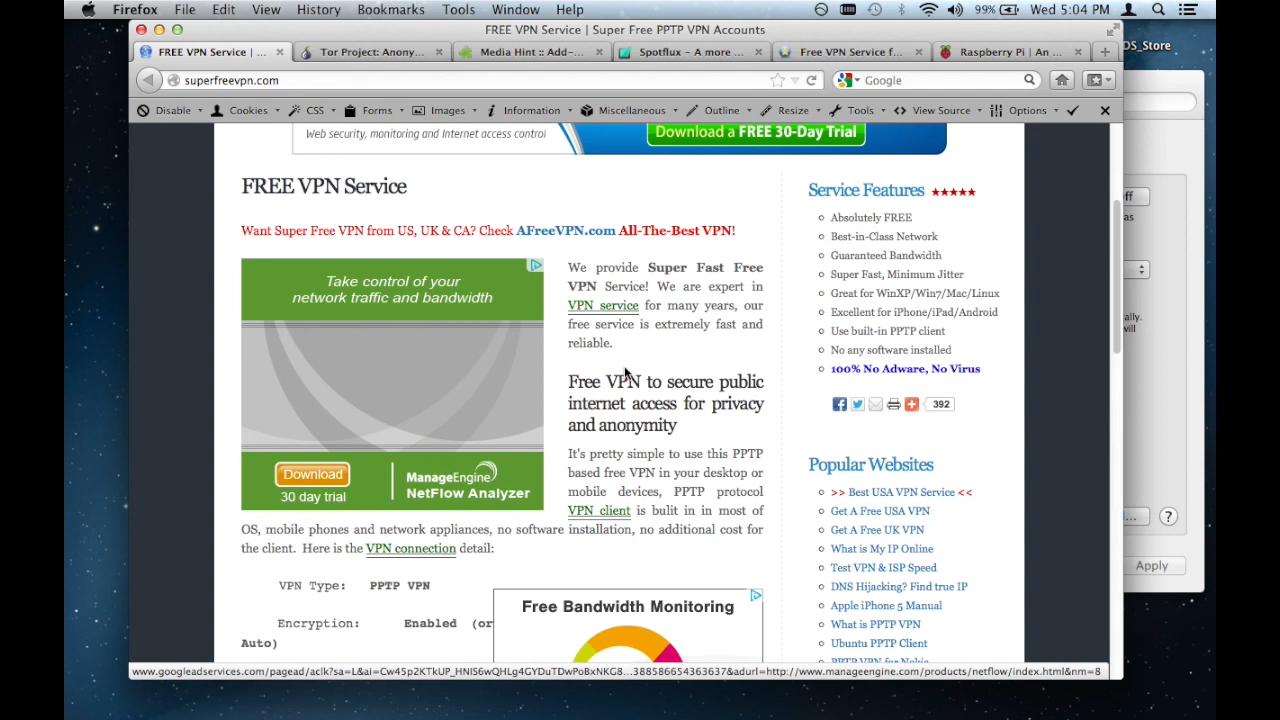 Firefox File Edit View History Bookmarks Tools Window Help 99% Wed 5:04 PM
FREE VPN Service | Super Free PPTP VPN Accounts
DS_Store
FREE VPN Service | ... Tor Project: Anony... Media Hint :: Add-... Spotflux – A more ... Free VPN Service f... Raspberry Pi | An ...
superfreevpn.com Google
Disable Cookies CSS Forms Images Information Miscellaneous Outline Resize Tools View Source Options
Web security, monitoring and Internet access control
Download a FREE 30-Day Trial
FREE VPN Service
Want Super Free VPN from US, UK & CA? Check AFreeVPN.com All-The-Best VPN!
Take control of your
network traffic and bandwidth
Download
30 day trial
ManageEngine
NetFlow Analyzer
We provide Super Fast Free
VPN Service! We are expert in
VPN service for many years, our
free service is extremely fast and
reliable.
Free VPN to secure public
internet access for privacy
and anonymity
It's pretty simple to use this PPTP
based free VPN in your desktop or
mobile devices, PPTP protocol
VPN client is bulit in in most of
OS, mobile phones and network appliances, no software installation, no additional cost for
the client. Here is the VPN connection detail:
VPN Type: PPTP VPN
Encryption: Enabled (or
Auto)
Free Bandwidth Monitoring
Service Features
Absolutely FREE
Best-in-Class Network
Guaranteed Bandwidth
Super Fast, Minimum Jitter
Great for WinXP/Win7/Mac/Linux
Excellent for iPhone/iPad/Android
Use built-in PPTP client
No any software installed
100% No Adware, No Virus
392
Popular Websites
>> Best USA VPN Service <<
Get A Free USA VPN
Get A Free UK VPN
What is My IP Online
Test VPN & ISP Speed
DNS Hijacking? Find true IP
Apple iPhone 5 Manual
What is PPTP VPN
Ubuntu PPTP Client
PPTP VPN for Nokia
ff
as
ally.
will
... ?
Apply
www.googleadservices.com/pagead/aclk?sa=L&ai=Cw45p2KTkUP_HNIS6wQHLg4GYDuTDwPoBxNKG8...388586654363637&adurl=http://www.manageengine.com/products/netflow/index.html&nm=8